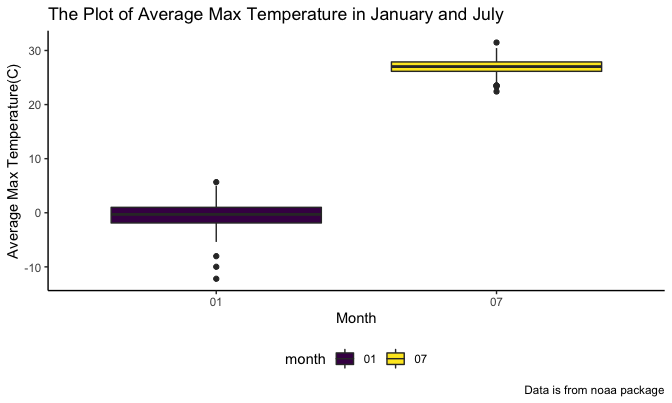 The Plot of Average Max Temperature in January and July
Average Max Temperature(C)
30
20
10
0
-10
01
07
Month
month 01 07
Data is from noaa package